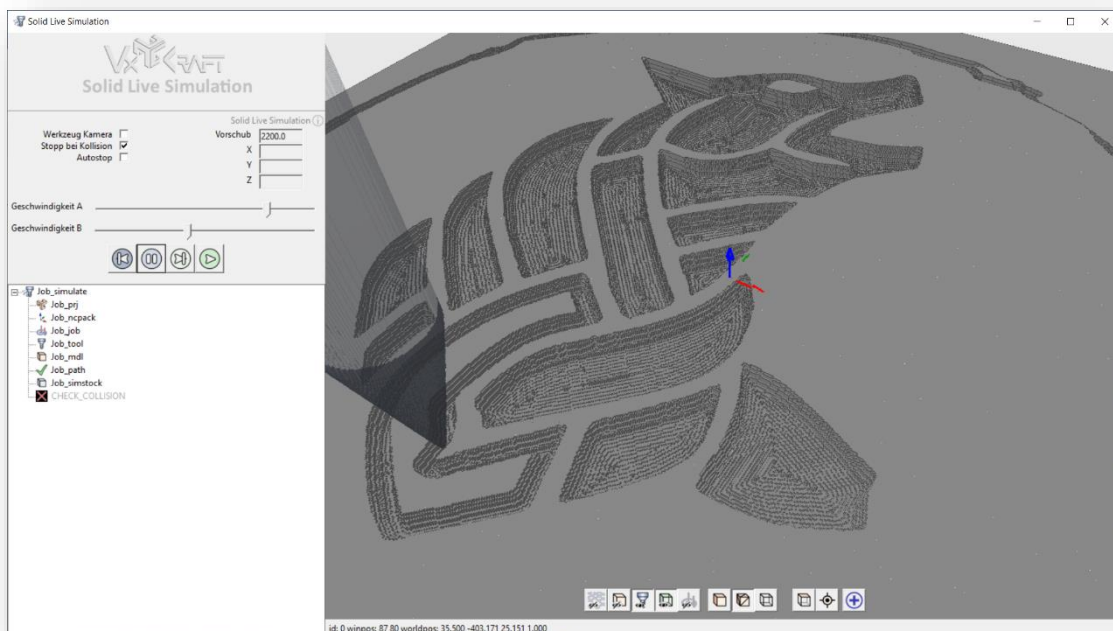 Solid Live Simulation
VXCRAFT
Solid Live Simulation
Solid Live Simulation
Werkzeug Kamera
Vorschub 2200.0
Stopp bei Kollision
X
Autostop
Y
Z
Geschwindigkeit A
Geschwindigkeit B
Job_simulate
Job_prj
Job_ncpack
Job_job
Job_tool
Job_mdl
Job_path
Job_simstock
CHECK_COLLISION
id: 0 winpos: 87,80 worldpos: 35.500 -403.171 25.151 1.000